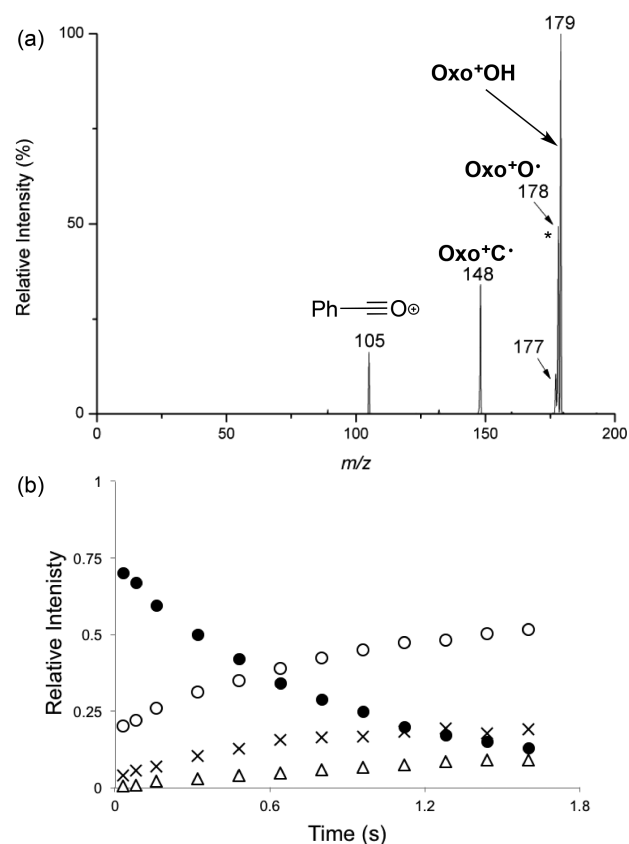 (a)
179
100
Oxo⁺OH
Oxo⁺O•
178
*
50
Oxo⁺C•
148
Ph
O⊕
105
177
0
0 50 100 150 200
Relative Intensity (%)
m/z
(b)
1
0.75
0.5
0.25
0
0 0.6 1.2 1.8
Relative Intenisty
Time (s)